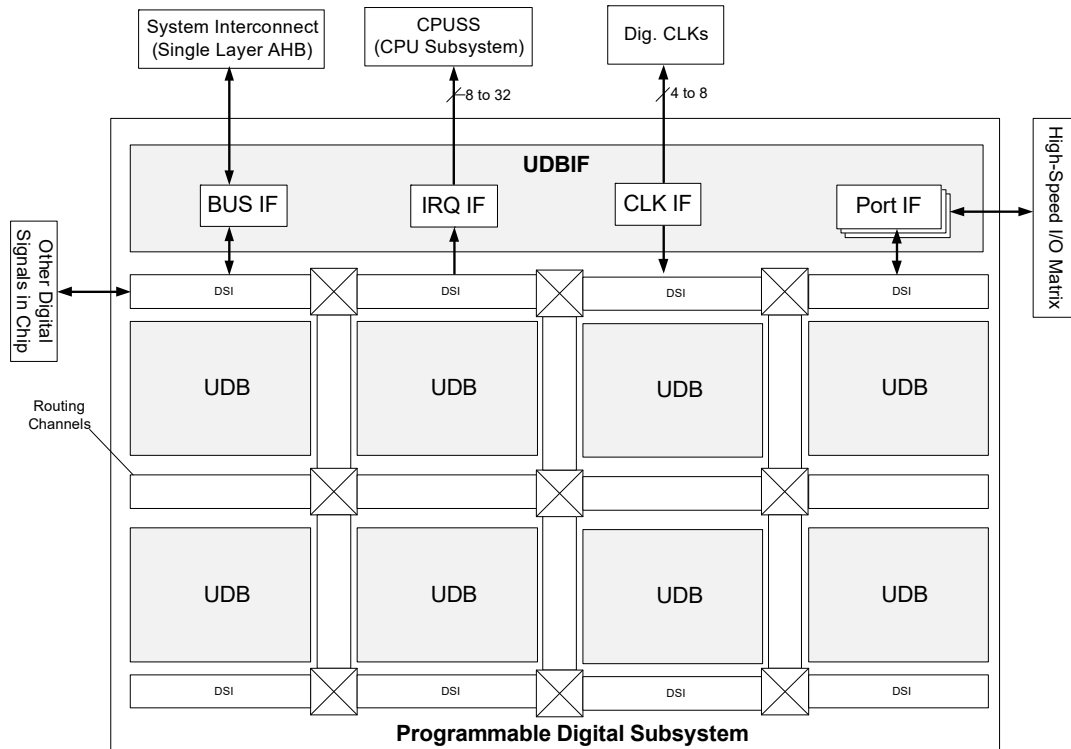 System Interconnect
(Single Layer AHB)
CPUSS
(CPU Subsystem)
Dig. CLKs
8 to 32
4 to 8
High-Speed I/O Matrix
UDBIF
BUS IF
IRQ IF
CLK IF
Port IF
Other Digital
Signals in Chip
DSI
DSI
DSI
DSI
UDB
UDB
UDB
UDB
Routing
Channels
UDB
UDB
UDB
UDB
DSI
DSI
DSI
DSI
Programmable Digital Subsystem